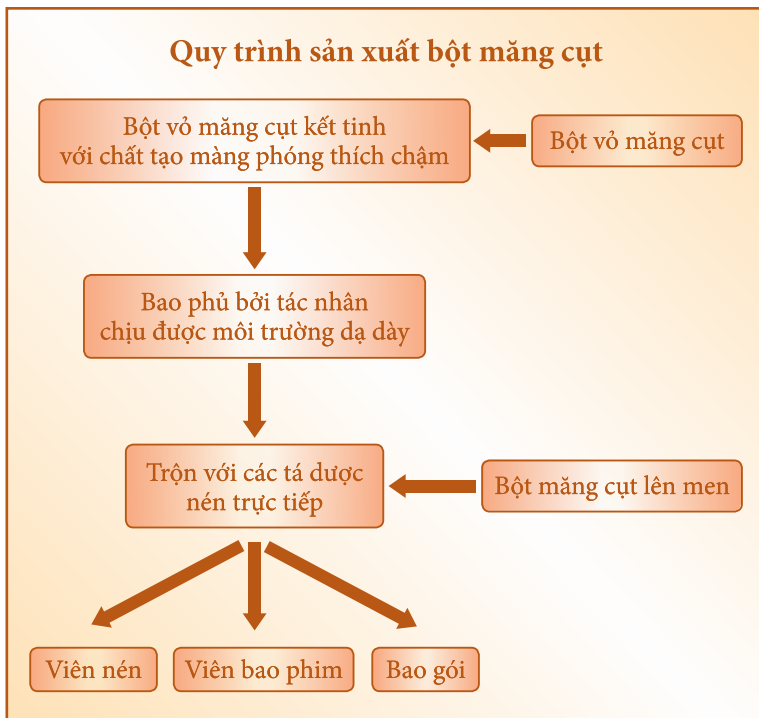 Quy trình sản xuất bột măng cụt
Bột vỏ măng cụt kết tinh
với chất tạo màng phóng thích chậm
Bột vỏ măng cụt
Bao phủ bởi tác nhân
chịu được môi trường dạ dày
Trộn với các tá dược
nén trực tiếp
Bột măng cụt lên men
Viên nén
Viên bao phim
Bao gói